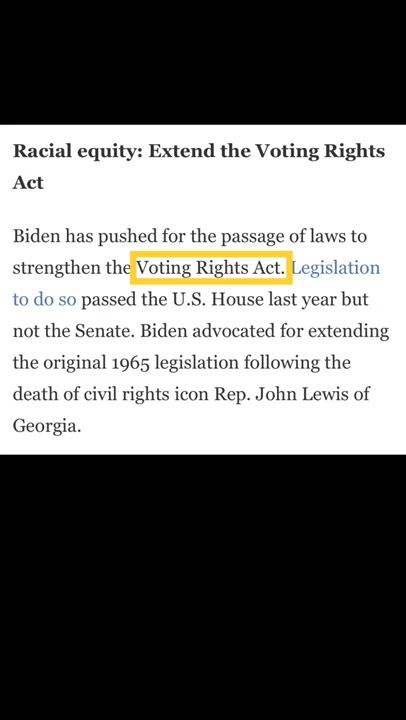 Racial equity: Extend the Voting Rights
Act
Biden has pushed for the passage of laws to
strengthen the Voting Rights Act. Legislation
to do so passed the U.S. House last year but
not the Senate. Biden advocated for extending
the original 1965 legislation following the
death of civil rights icon Rep. John Lewis of
Georgia.